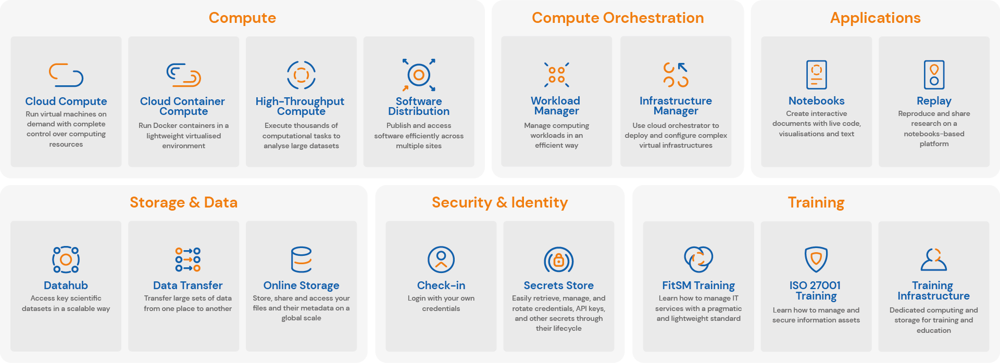 Compute
Cloud Compute
Run virtual machines on
demand with complete
control over computing
resources
Cloud Container
Compute
Run Docker containers in a
lightweight virtualised
environment
High-Throughput
Compute
Execute thousands of
computational tasks to
analyse large datasets
Software
Distribution
Publish and access
software efficiently across
multiple sites
Compute Orchestration
Workload
Manager
Manage computing
workloads in an
efficient way
Infrastructure
Manager
Use cloud orchestrator to
deploy and configure complex
virtual infrastructures
Applications
Notebooks
Create interactive
documents with live code,
visualisations and text
Replay
Reproduce and share
research on a
notebooks-based
platform
Storage & Data
Datahub
Access key scientific
datasets in a scalable way
Data Transfer
Transfer large sets of data
from one place to another
Online Storage
Store, share and access your
files and their metadata on a
global scale
Security & Identity
Check-in
Login with your own
credentials
Secrets Store
Easily retrieve, manage, and
rotate credentials, API keys,
and other secrets through
their lifecycle
Training
FitSM Training
Learn how to manage IT
services with a pragmatic
and lightweight standard
ISO 27001
Training
Learn how to manage and
secure information assets
Training
Infrastructure
Dedicated computing and
storage for training and
education